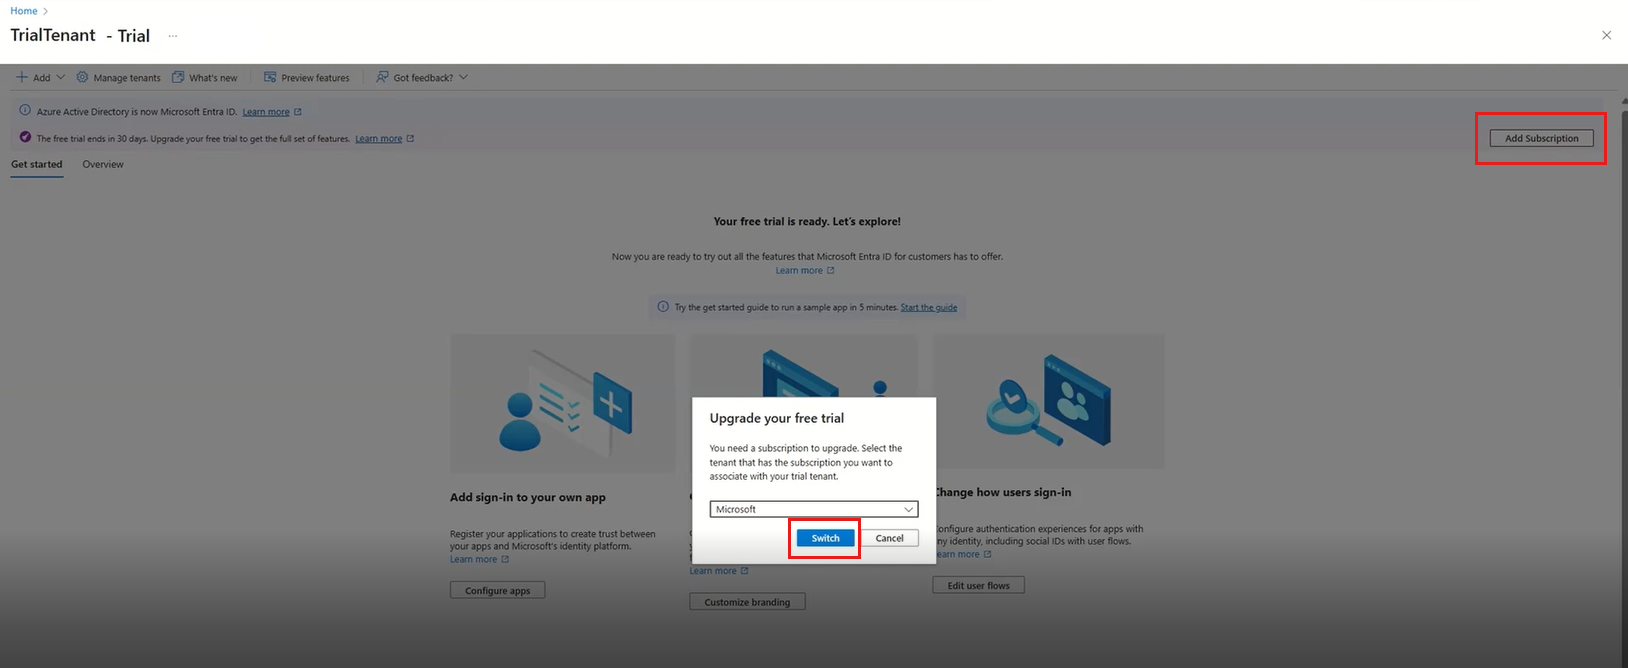 Home
TrialTenant - Trial ...
Add Manage tenants What's new Preview features Got feedback?
Azure Active Directory is now Microsoft Entra ID. Learn more
The free trial ends in 30 days. Upgrade your free trial to get the full set of features. Learn more
Add Subscription
Get started Overview
Your free trial is ready. Let's explore!
Now you are ready to try out all the features that Microsoft Entra ID for customers has to offer.
Learn more
Try the get started guide to run a sample app in 5 minutes. Start the guide
Upgrade your free trial
You need a subscription to upgrade. Select the
tenant that has the subscription you want to
associate with your trial tenant.
Microsoft
Switch Cancel
Add sign-in to your own app
Register your applications to create trust between
your apps and Microsoft's identity platform.
Learn more
Configure apps
Learn more
Customize branding
Change how users sign-in
Configure authentication experiences for apps with
any identity, including social IDs with user flows.
Learn more
Edit user flows